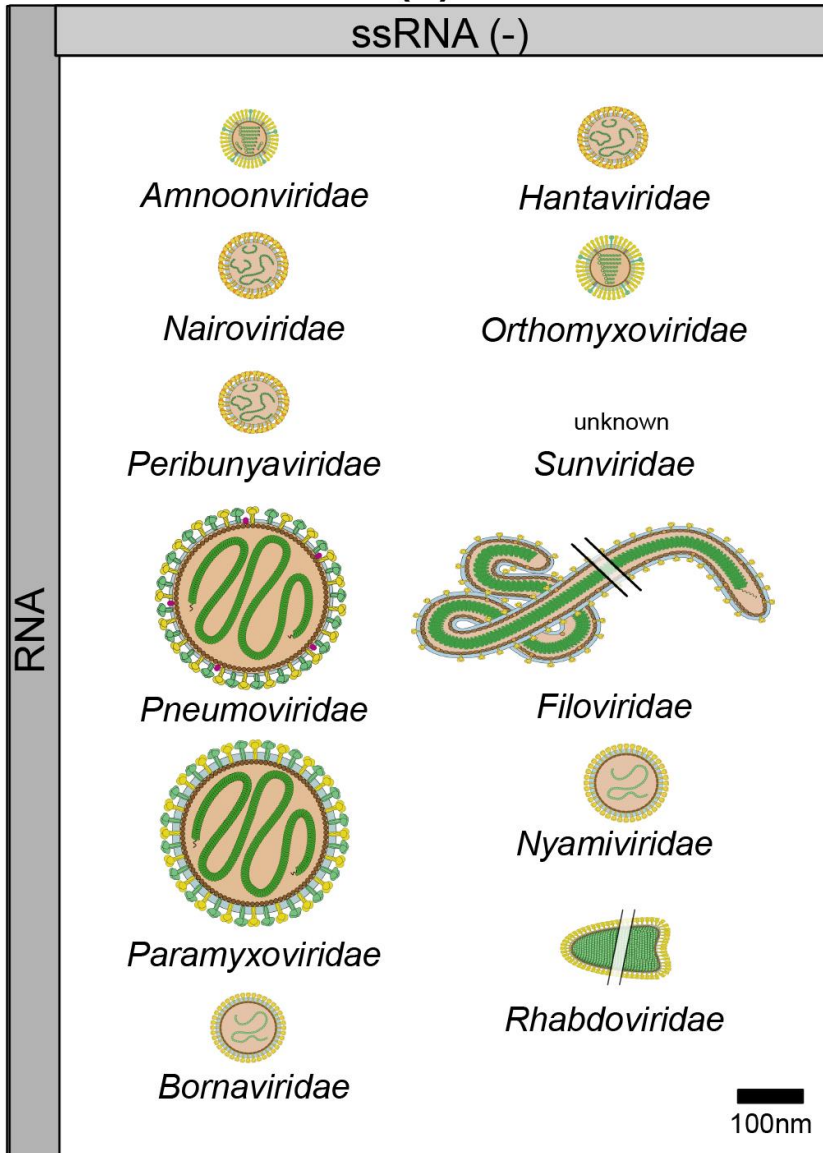 ssRNA (-)
RNA
Amnoonviridae
Hantaviridae
Nairoviridae
Orthomyxoviridae
Peribunyaviridae
unknown
Sunviridae
Pneumoviridae
Filoviridae
Paramyxoviridae
Nyamiviridae
Bornaviridae
Rhabdoviridae
100nm